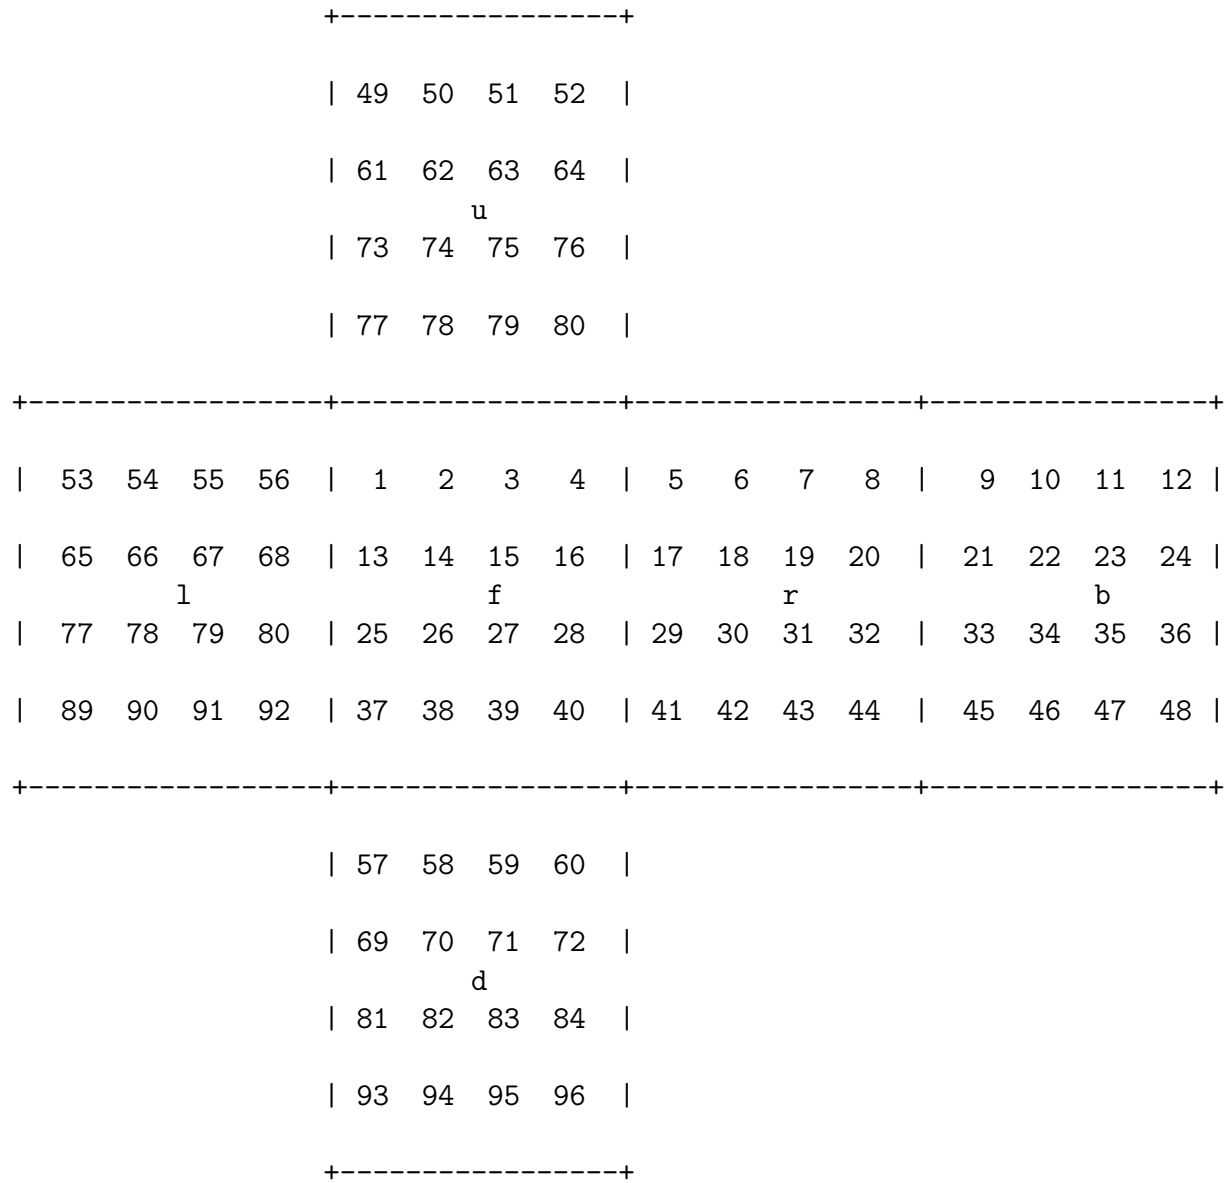 +-----------------+
| 49 50 51 52 |
| 61 62 63 64 |
u
| 73 74 75 76 |
| 77 78 79 80 |
+------------------+-----------------+-----------------+-----------------+
| 53 54 55 56 | 1 2 3 4 | 5 6 7 8 | 9 10 11 12 |
| 65 66 67 68 | 13 14 15 16 | 17 18 19 20 | 21 22 23 24 |
l f r b
| 77 78 79 80 | 25 26 27 28 | 29 30 31 32 | 33 34 35 36 |
| 89 90 91 92 | 37 38 39 40 | 41 42 43 44 | 45 46 47 48 |
+------------------+-----------------+-----------------+-----------------+
| 57 58 59 60 |
| 69 70 71 72 |
d
| 81 82 83 84 |
| 93 94 95 96 |
+-----------------+